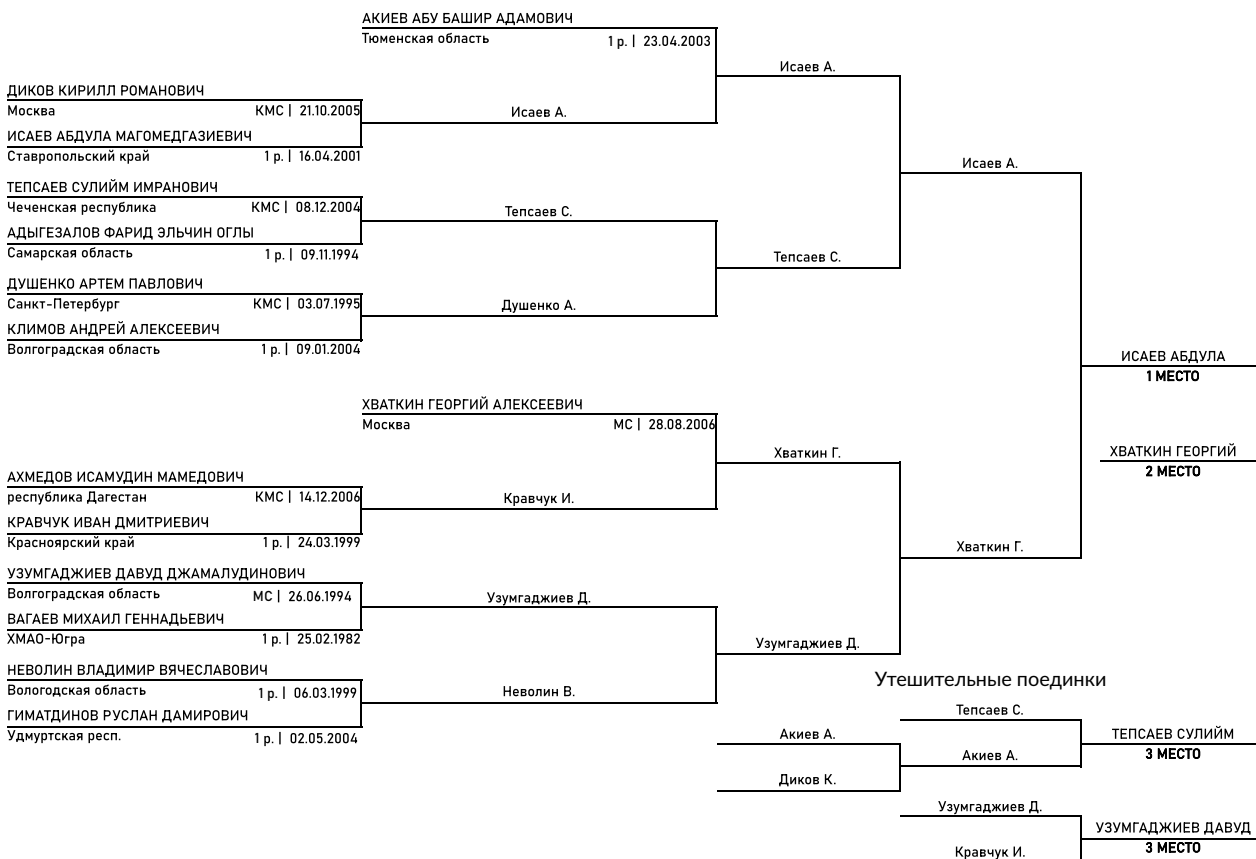 АКИЕВ АБУ БАШИР АДАМОВИЧ
Тюменская область 1 р. | 23.04.2003
Исаев А.
ДИКОВ КИРИЛЛ РОМАНОВИЧ
Москва КМС | 21.10.2005
Исаев А.
ИСАЕВ АБДУЛА МАГОМЕДГАЗИЕВИЧ
Ставропольский край 1 р. | 16.04.2001
Исаев А.
ТЕПСАЕВ СУЛИЙМ ИМРАНОВИЧ
Чеченская республика КМС | 08.12.2004
Тепсаев С.
АДЫГЕЗАЛОВ ФАРИД ЭЛЬЧИН ОГЛЫ
Самарская область 1 р. | 09.11.1994
Тепсаев С.
ДУШЕНКО АРТЕМ ПАВЛОВИЧ
Санкт-Петербург КМС | 03.07.1995
Душенко А.
КЛИМОВ АНДРЕЙ АЛЕКСЕЕВИЧ
Волгоградская область 1 р. | 09.01.2004
ИСАЕВ АБДУЛА
1 МЕСТО
ХВАТКИН ГЕОРГИЙ АЛЕКСЕЕВИЧ
Москва МС | 28.08.2006
Хваткин Г.
ХВАТКИН ГЕОРГИЙ
2 МЕСТО
АХМЕДОВ ИСАМУДИН МАМЕДОВИЧ
республика Дагестан КМС | 14.12.2006
Кравчук И.
КРАВЧУК ИВАН ДМИТРИЕВИЧ
Красноярский край 1 р. | 24.03.1999
Хваткин Г.
УЗУМГАДЖИЕВ ДАВУД ДЖАМАЛУДИНОВИЧ
Волгоградская область МС | 26.06.1994
Узумгаджиев Д.
ВАГАЕВ МИХАИЛ ГЕННАДЬЕВИЧ
ХМАО-Югра 1 р. | 25.02.1982
Узумгаджиев Д.
НЕВОЛИН ВЛАДИМИР ВЯЧЕСЛАВОВИЧ
Вологодская область 1 р. | 06.03.1999
Неволин В.
ГИМАТДИНОВ РУСЛАН ДАМИРОВИЧ
Удмуртская респ. 1 р. | 02.05.2004
Утешительные поединки
Тепсаев С.
Акиев А.
ТЕПСАЕВ СУЛИЙМ
3 МЕСТО
Акиев А.
Диков К.
Узумгаджиев Д.
УЗУМГАДЖИЕВ ДАВУД
3 МЕСТО
Кравчук И.